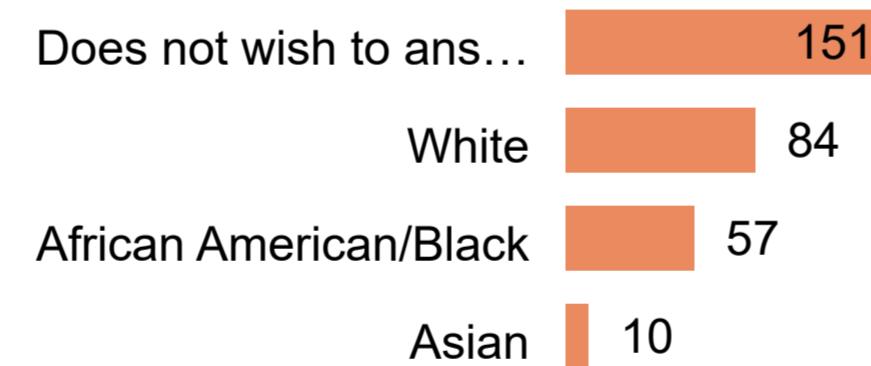 Does not wish to ans… 151
White 84
African American/Black 57
Asian 10